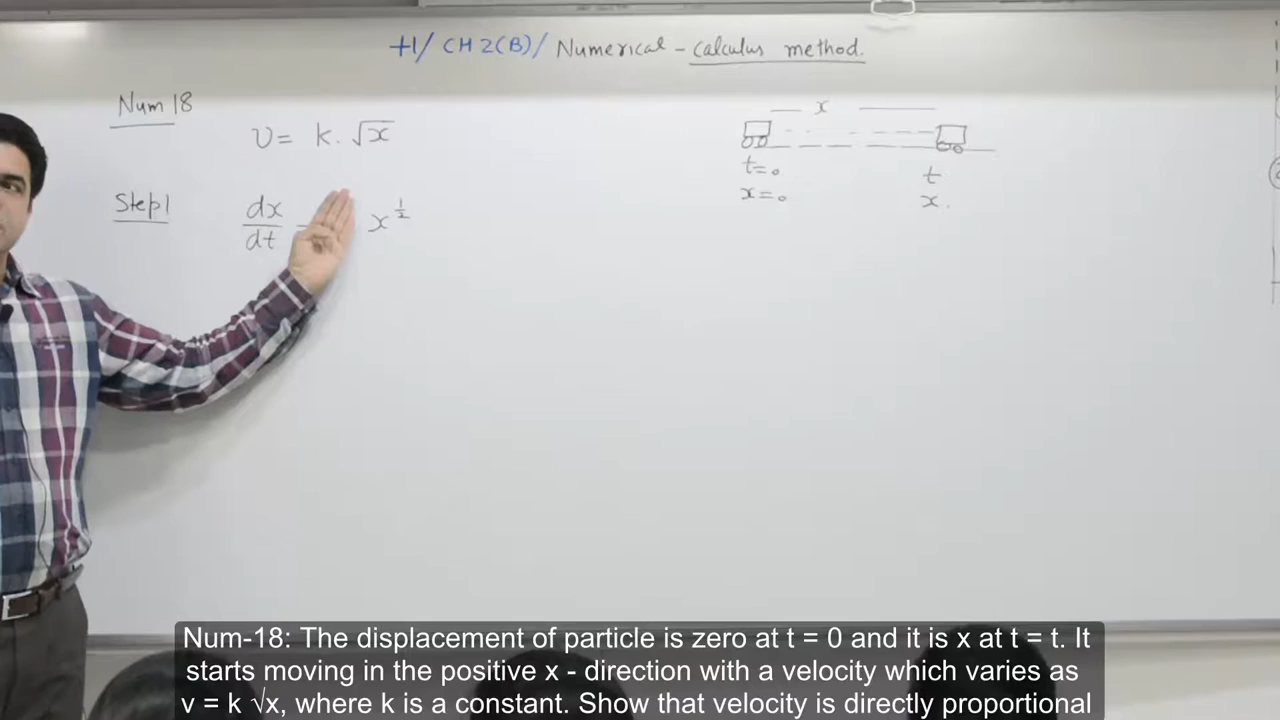 +1/ CH 2(B)/ Numerical - calculus method.
Num 18
υ = k. √x
x
t=0
x=0
t
x.
Step1
dx
dt
x^1/2
Num-18: The displacement of particle is zero at t = 0 and it is x at t = t. It
starts moving in the positive x - direction with a velocity which varies as
v = k √x, where k is a constant. Show that velocity is directly proportional